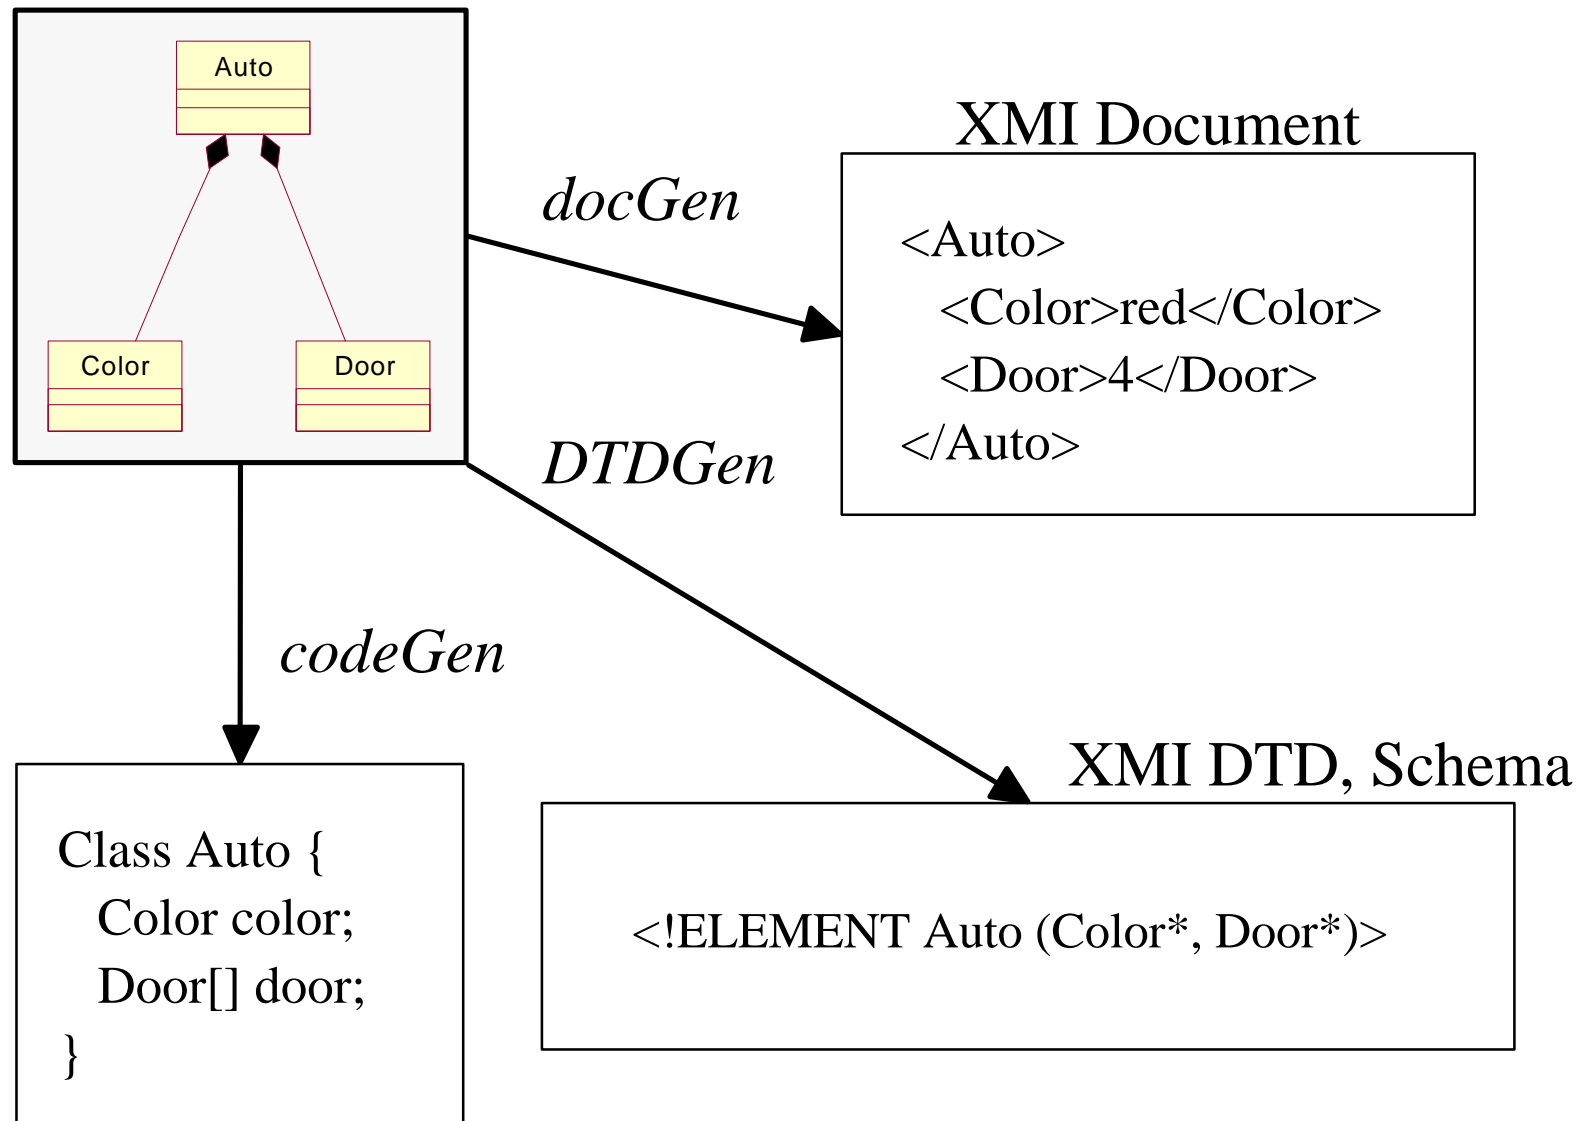 Auto
Color
Door
docGen
XMI Document
<Auto>
<Color>red</Color>
<Door>4</Door>
</Auto>
DTDGen
codeGen
Class Auto {
Color color;
Door[] door;
}
XMI DTD, Schema
<!ELEMENT Auto (Color*, Door*)>